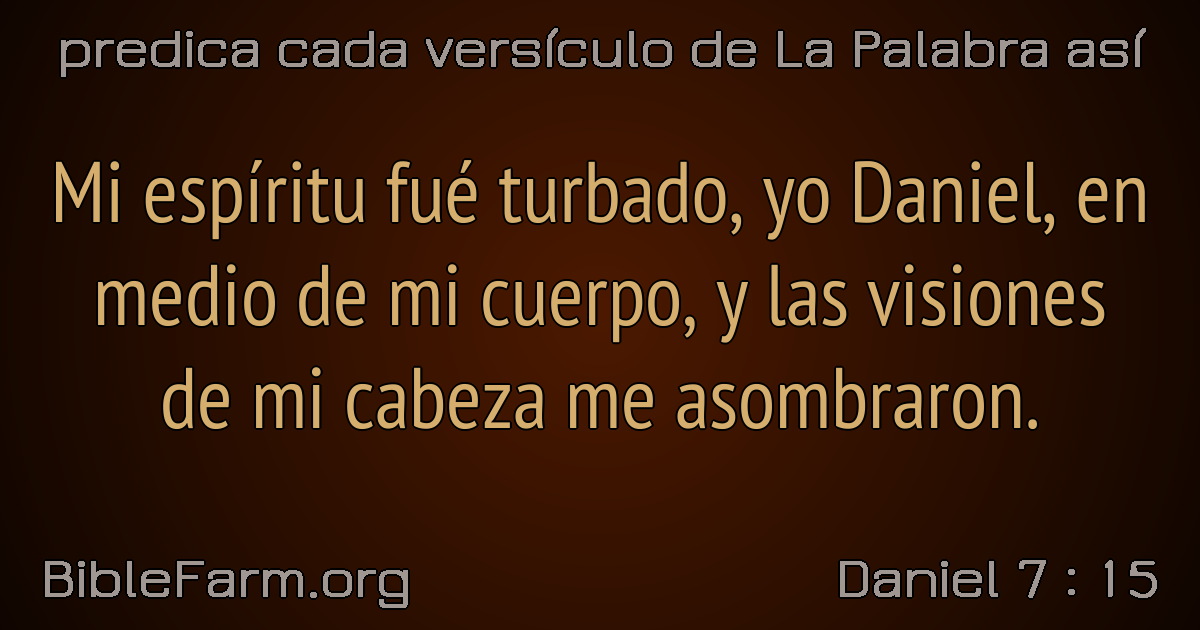 predica cada versículo de La Palabra así
Mi espíritu fué turbado, yo Daniel, en
medio de mi cuerpo, y las visiones
de mi cabeza me asombraron.
BibleFarm.org
Daniel 7 : 15